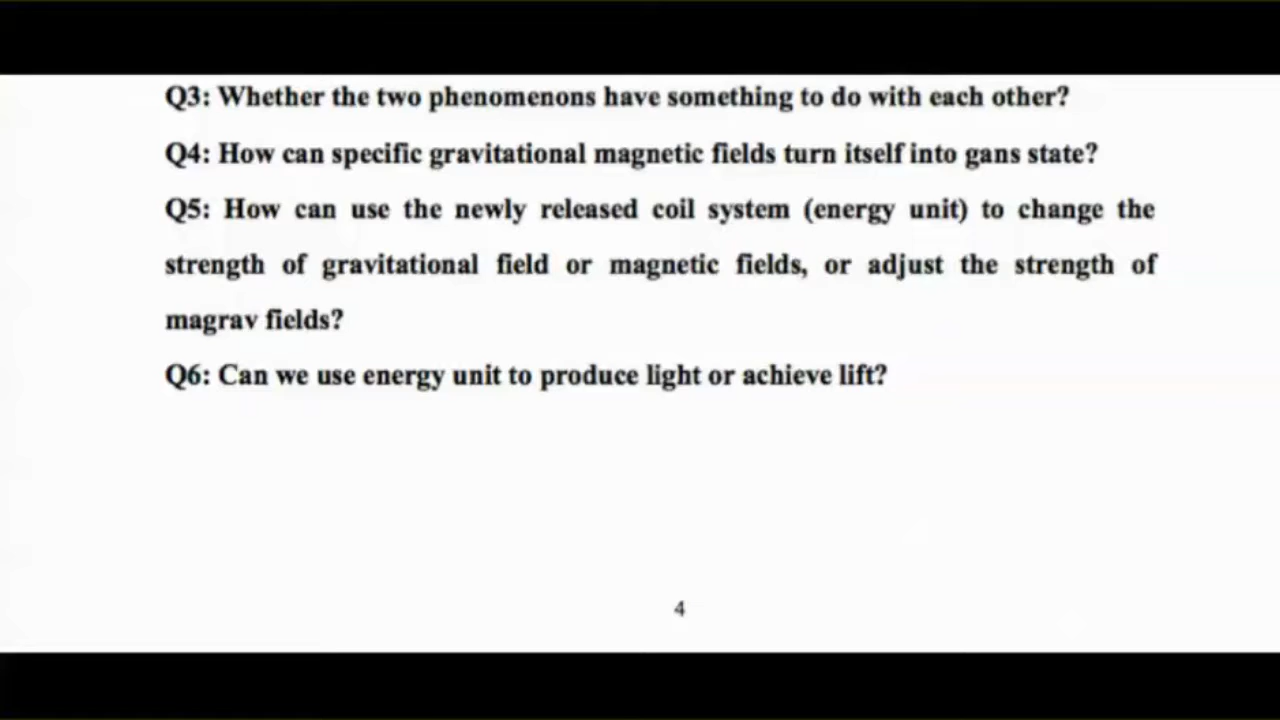 Q3: Whether the two phenomenons have something to do with each other?
Q4: How can specific gravitational magnetic fields turn itself into gans state?
Q5: How can use the newly released coil system (energy unit) to change the
strength of gravitational field or magnetic fields, or adjust the strength of
magrav fields?
Q6: Can we use energy unit to produce light or achieve lift?
4